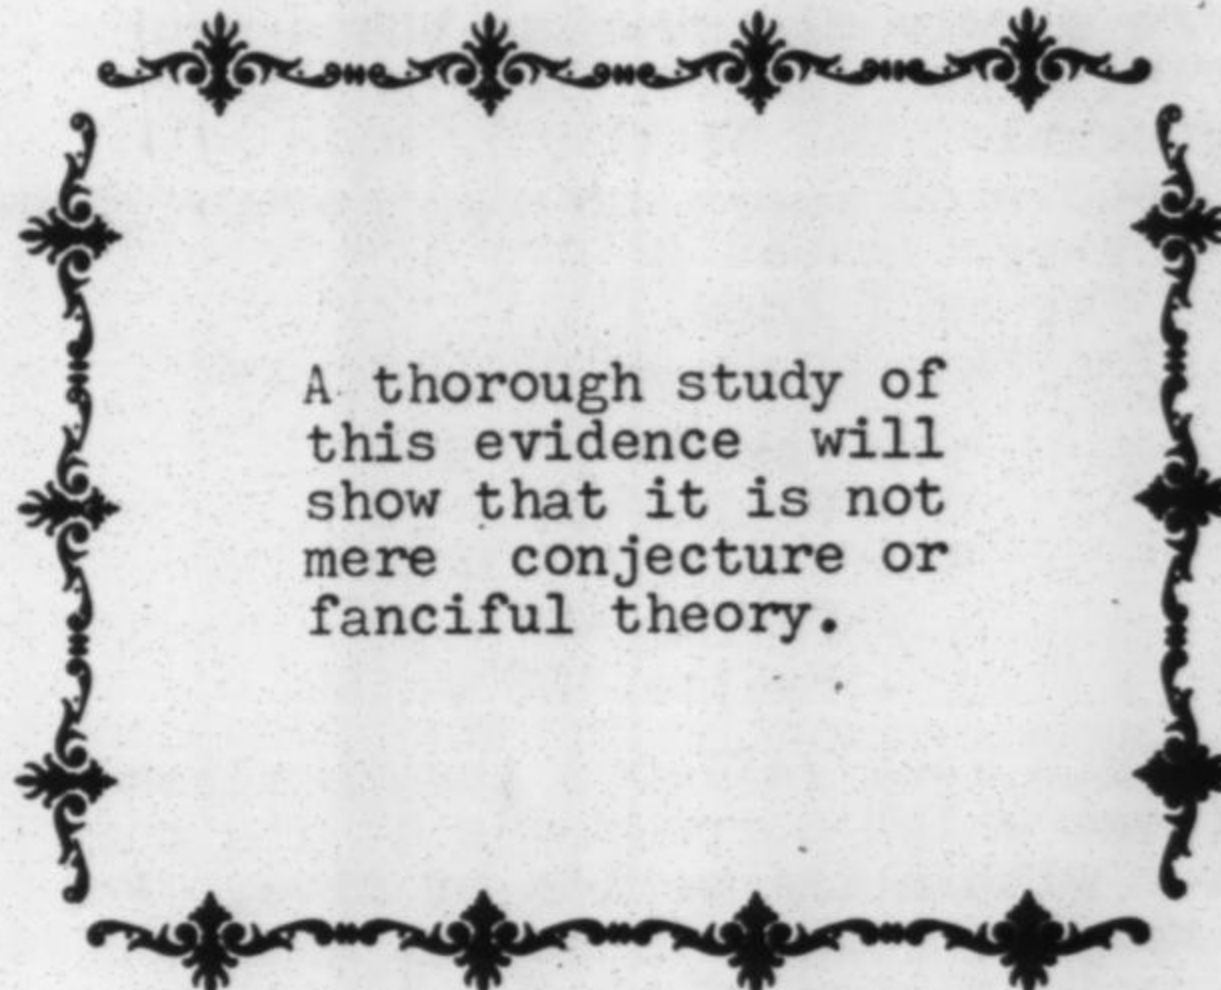 A thorough study of
this evidence will
show that it is not
mere conjecture or
fanciful theory.